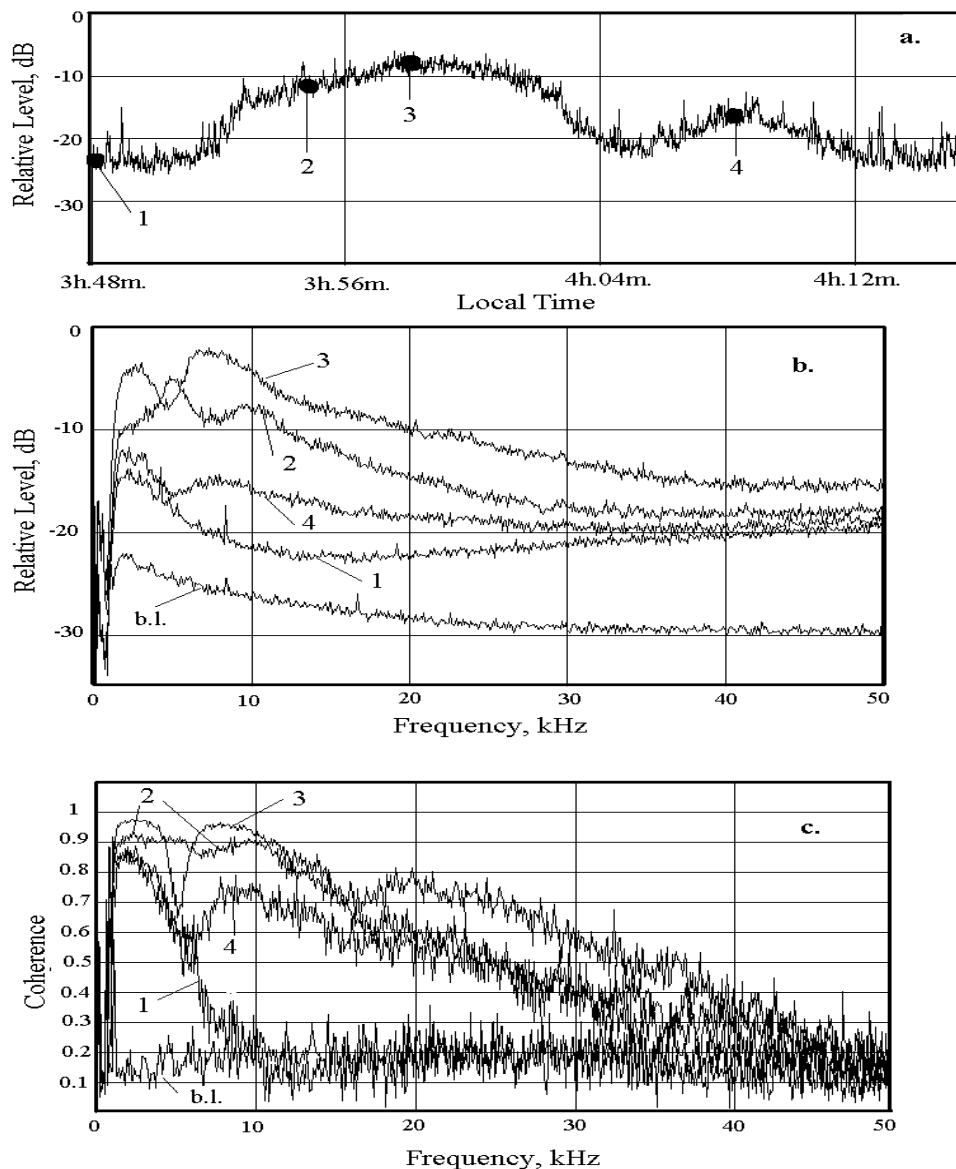 a.
Relative Level, dB
0
-10
-20
-30
1
2
3
4
3h.48m.
3h.56m.
4h.04m.
4h.12m.
Local Time
b.
Relative Level, dB
0
-10
-20
-30
3
2
4
1
b.l.
0
10
20
30
40
50
Frequency, kHz
c.
Coherence
1
0.9
0.8
0.7
0.6
0.5
0.4
0.3
0.2
0.1
2
3
4
1
b.l.
0
10
20
30
40
50
Frequency, kHz